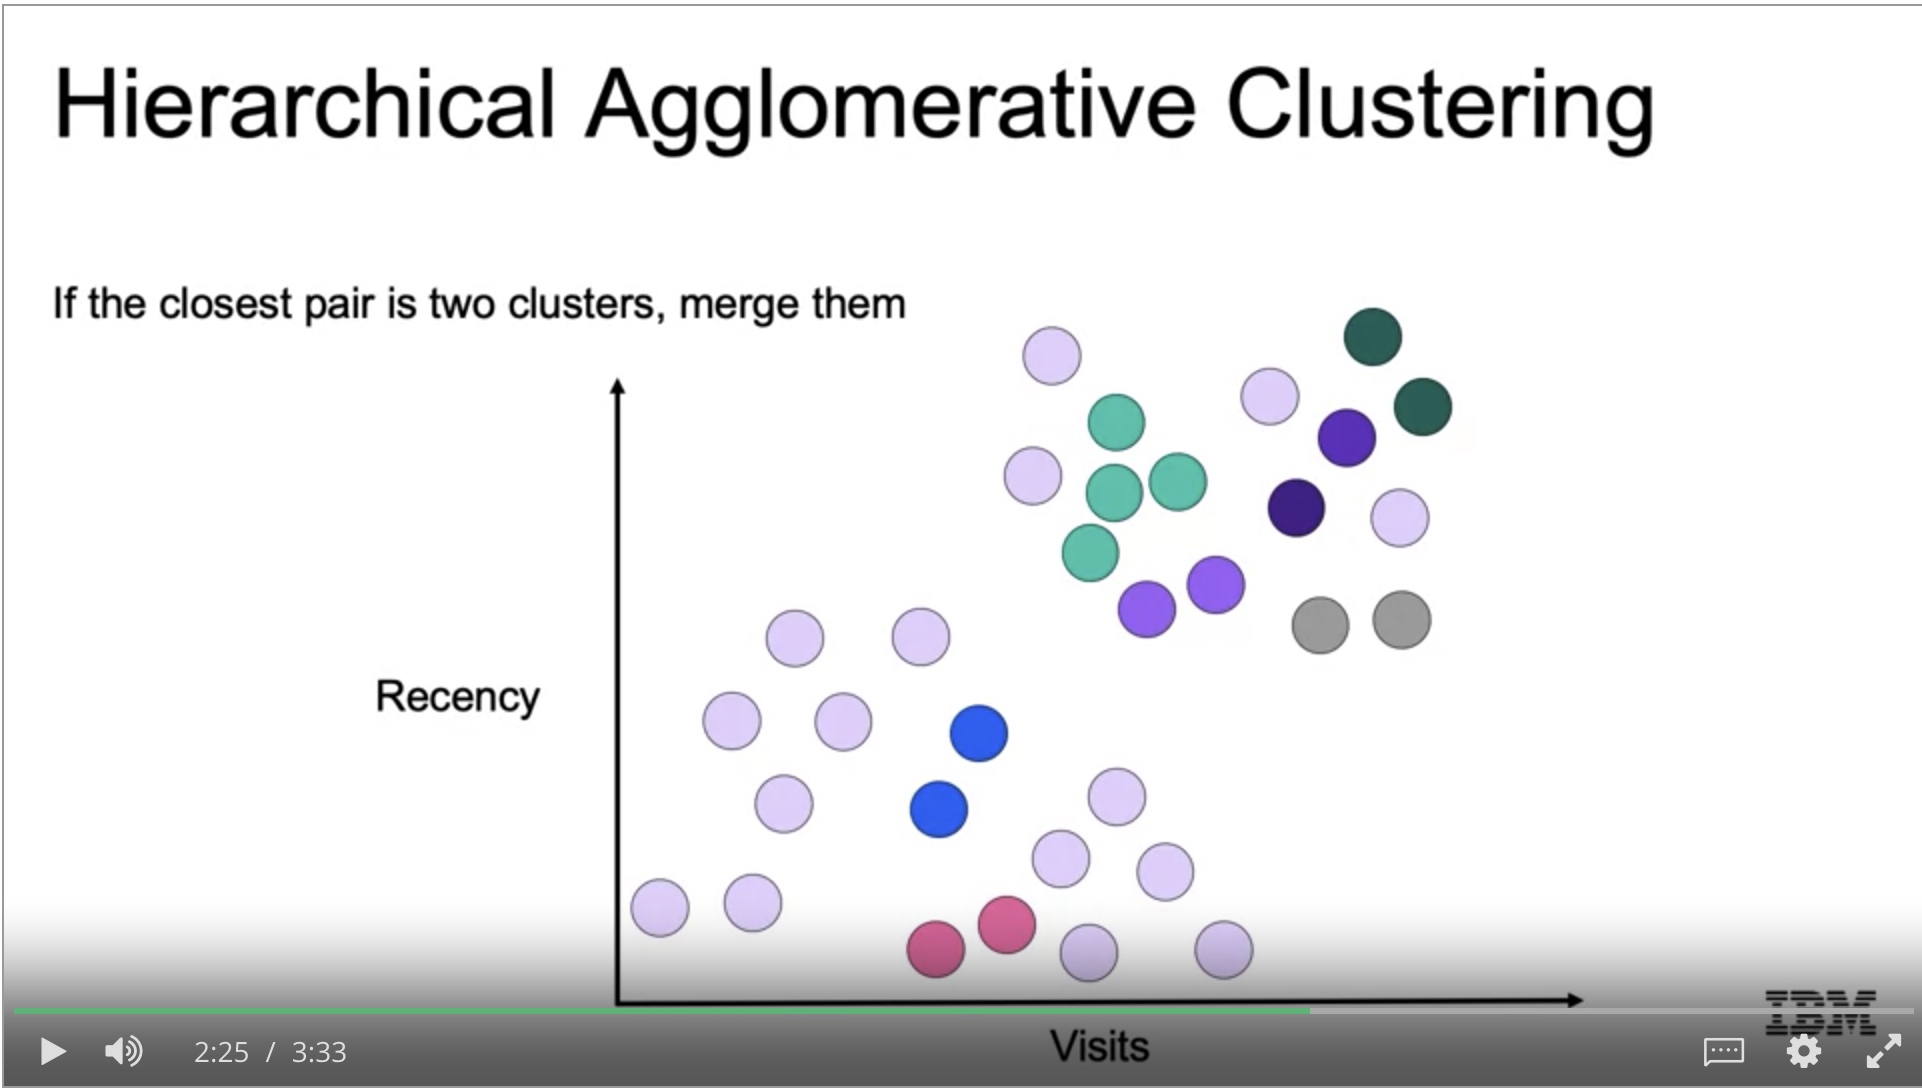 Hierarchical Agglomerative Clustering
If the closest pair is two clusters, merge them
Recency
Visits
IBM
2:25 / 3:33